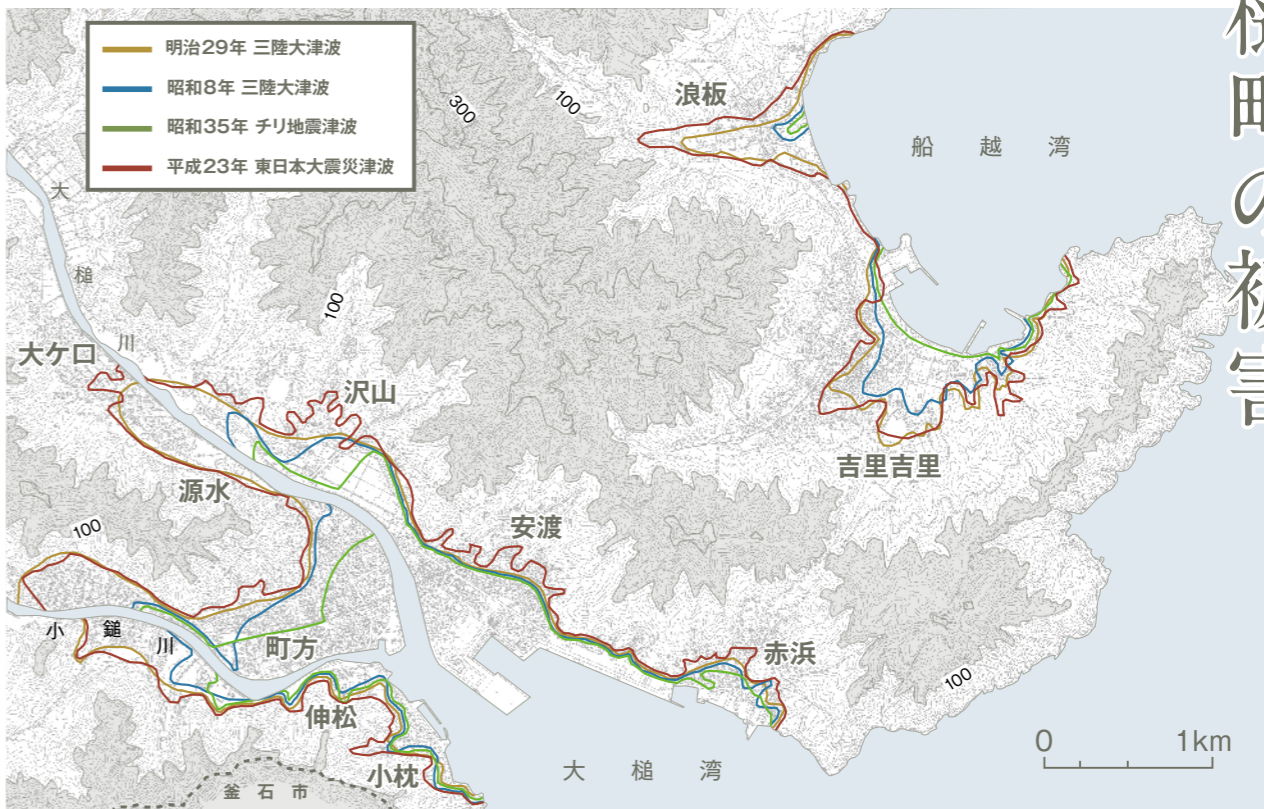 明治29年 三陸大津波
昭和8年 三陸大津波
昭和35年 チリ地震津波
平成23年 東日本大震災津波
300
100
浪板
船越湾
大槌川
100
大ケ口
沢山
吉里吉里
源水
100
安渡
小鎚川
町方
赤浜
100
伸松
小枕
大槌湾
釜石市
0 1km
町の被害